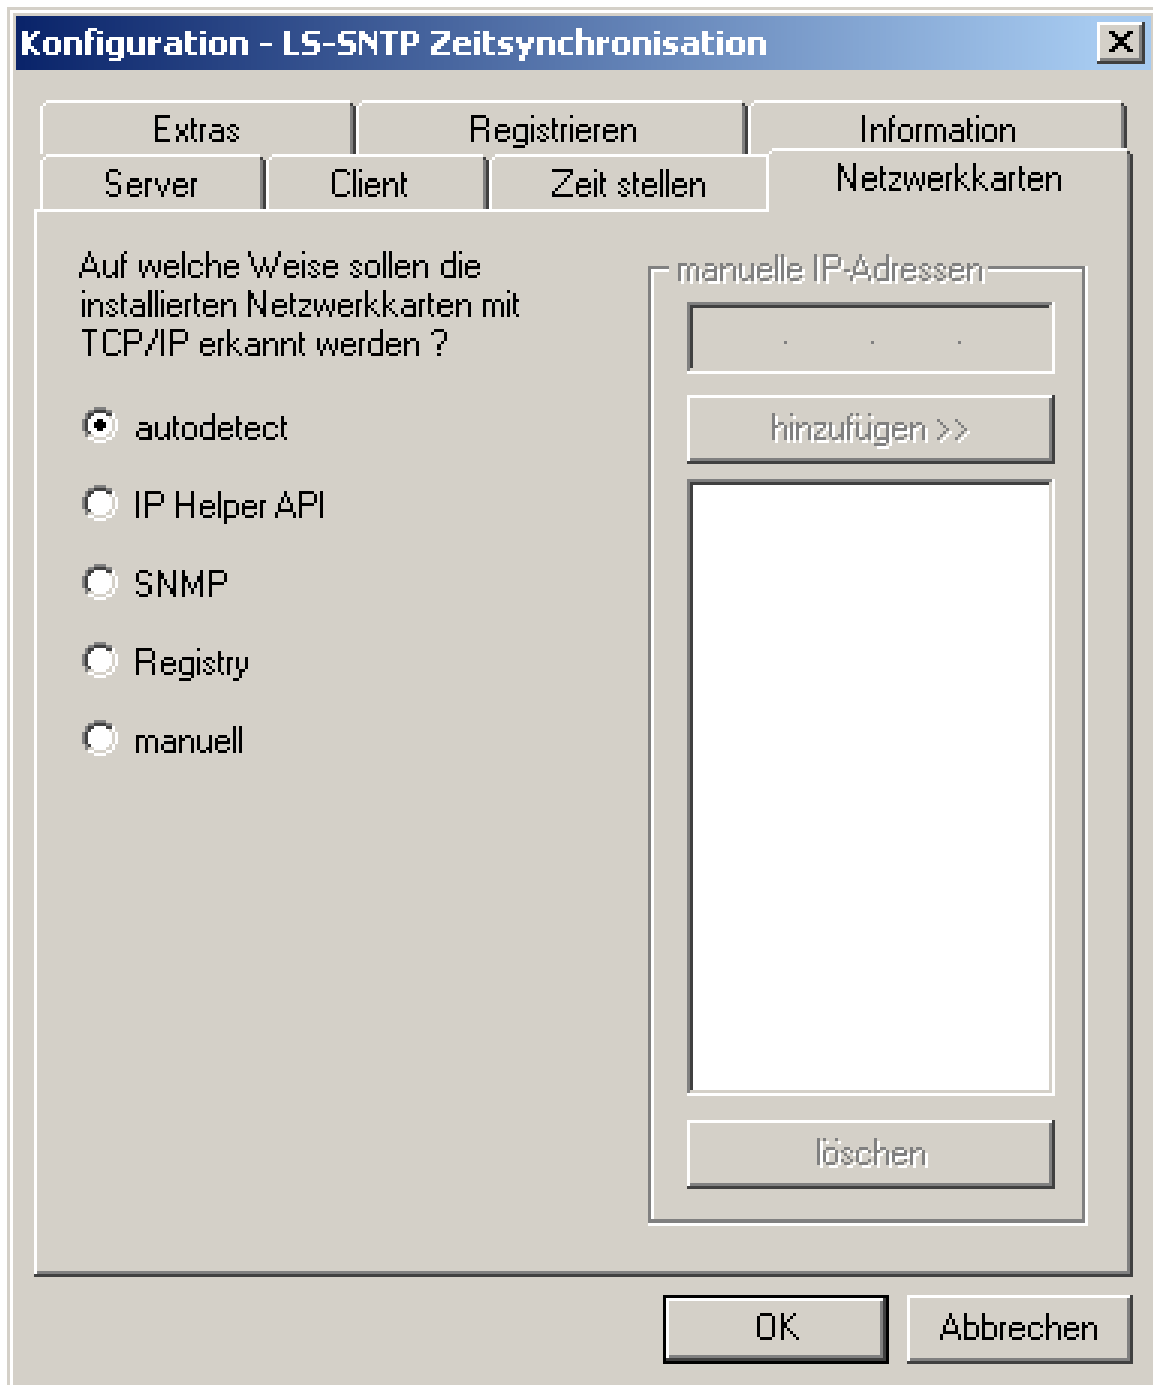 Konfiguration - LS-SNTP Zeitsynchronisation
Extras
Registrieren
Information
Server
Client
Zeit stellen
Netzwerkkarten
Auf welche Weise sollen die
installierten Netzwerkkarten mit
TCP/IP erkannt werden ?
autodetect
IP Helper API
SNMP
Registry
manuell
manuelle IP-Adressen
. . .
hinzufügen >>
löschen
OK
Abbrechen